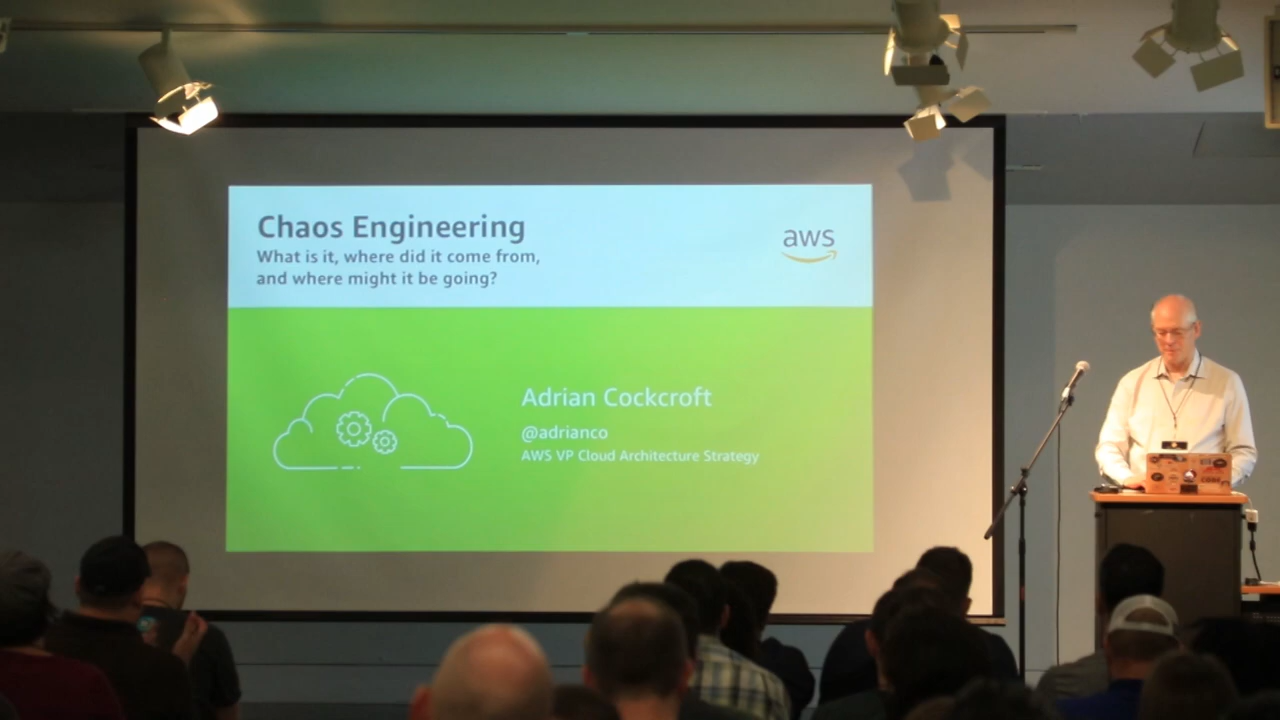 Chaos Engineering
What is it, where did it come from,
and where might it be going?
aws
Adrian Cockcroft
@adrianco
AWS VP Cloud Architecture Strategy